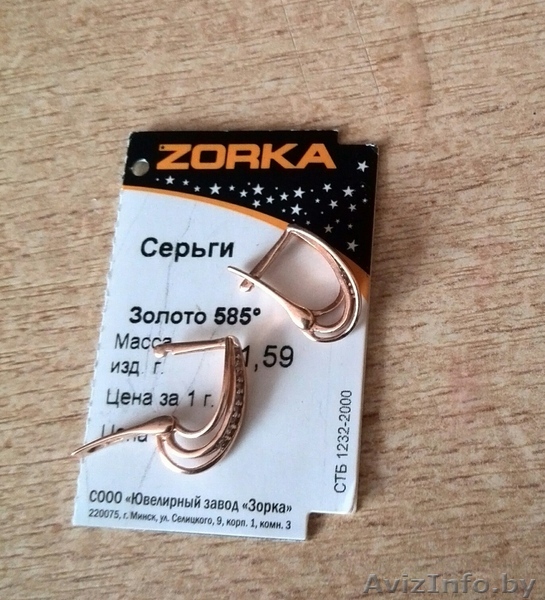 ZORKA
Серьги
Золото 585°
Масса
изд. г. 1,59
Цена за 1 г.
Цена
СООО «Ювелирный завод «Зорка»
220075, г. Минск, ул. Селицкого, 9, корп. 1, комн. 3
СТБ 1232-2000
AvizInfo.by